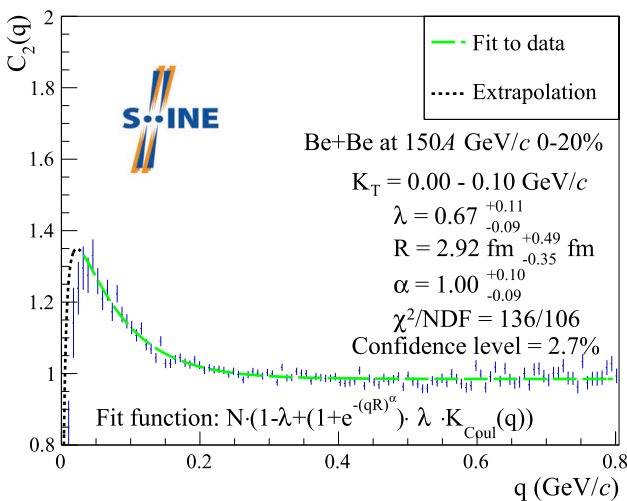 C₂(q)
2
1.8
1.6
1.4
1.2
1
0.8
Fit to data
Extrapolation
S INE
Be+Be at 150A GeV/c 0-20%
K_T = 0.00 - 0.10 GeV/c
λ = 0.67 +0.11 -0.09
R = 2.92 fm +0.49 -0.35 fm
α = 1.00 +0.10 -0.09
χ²/NDF = 136/106
Confidence level = 2.7%
Fit function: N·(1-λ+(1+e^{-(qR)^α})· λ ·K_Coul(q))
0 0.2 0.4 0.6 0.8
q (GeV/c)